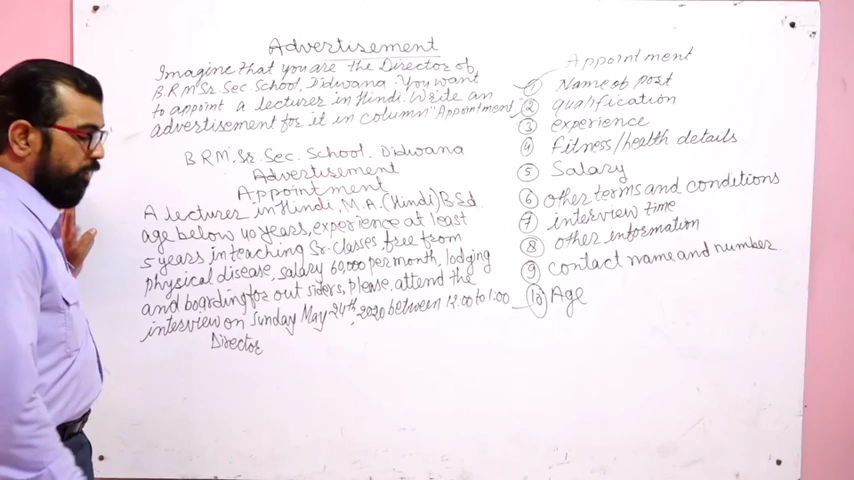 Advertisement
Imagine that you are the Director of
B.R.M Sr. Sec School, Didwana. You want
to appoint a lecturer in Hindi. Write an
advertisement for it in column "Appointment"
B R M. Sr. Sec. School, Didwana
Advertisement
Appointment
A lecturer in Hindi, M.A. (Hindi) B.Sd.
age below 40 years, experience at least
5 years in teaching Sr. Classes, free from
physical disease, salary 60,000 per month, lodging
and boarding for out siders, please, attend the
interview on Sunday May 24th, 2020 between 12:00 to 1:00
Director
Appointment
1 Name of post
2 qualification
3 experience
4 Fitness/health details
5 Salary
6 other terms and conditions
7 interview time
8 other information
9 contact name and number
10 Age